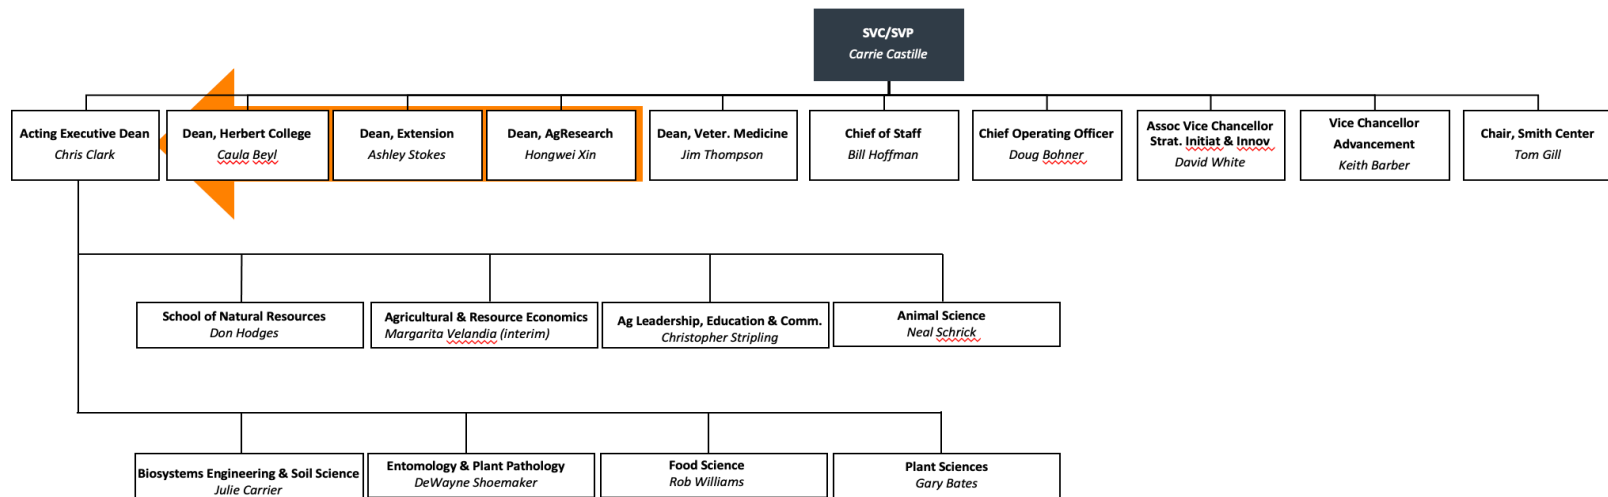 SVC/SVP
Carrie Castille
Acting Executive Dean
Chris Clark
Dean, Herbert College
Caula Beyl
Dean, Extension
Ashley Stokes
Dean, AgResearch
Hongwei Xin
Dean, Veter. Medicine
Jim Thompson
Chief of Staff
Bill Hoffman
Chief Operating Officer
Doug Bohner
Assoc Vice Chancellor
Strat. Initiat & Innov
David White
Vice Chancellor
Advancement
Keith Barber
Chair, Smith Center
Tom Gill
School of Natural Resources
Don Hodges
Agricultural & Resource Economics
Margarita Velandia (interim)
Ag Leadership, Education & Comm.
Christopher Stripling
Animal Science
Neal Schrick
Biosystems Engineering & Soil Science
Julie Carrier
Entomology & Plant Pathology
DeWayne Shoemaker
Food Science
Rob Williams
Plant Sciences
Gary Bates